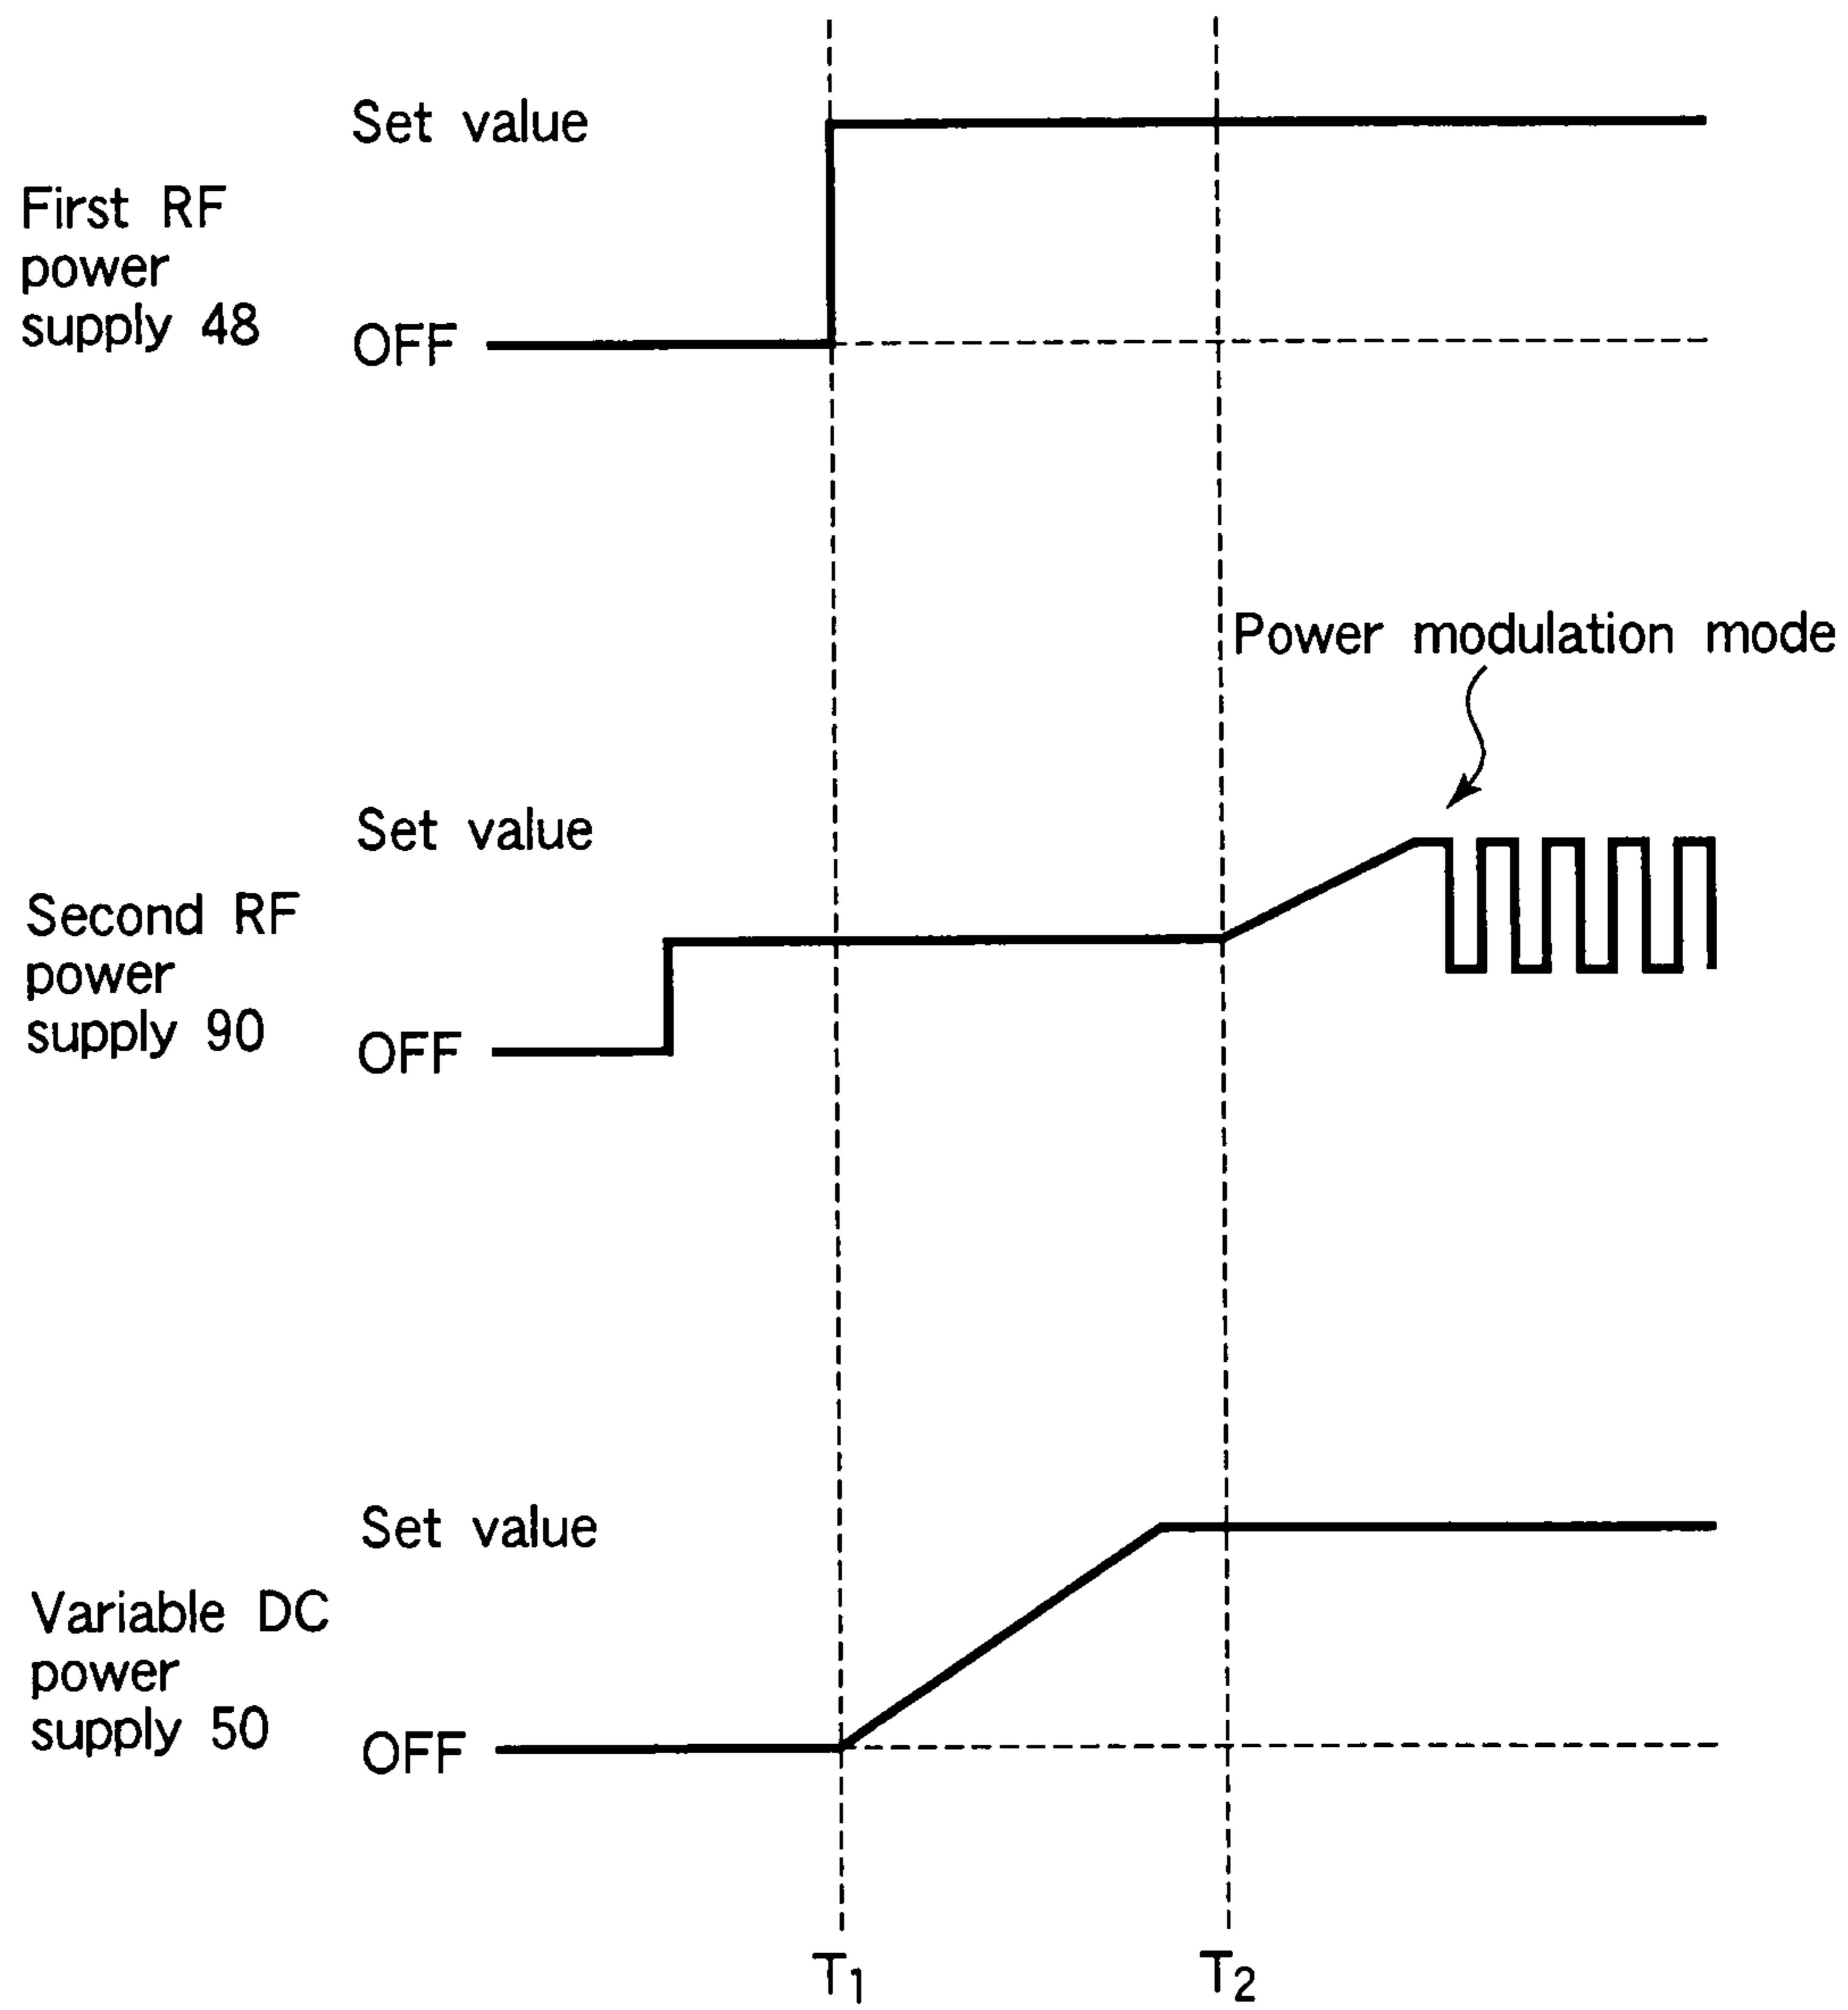 Set value
First RF
power
supply 48
OFF
Power modulation mode
Set value
Second RF
power
supply 90
OFF
Set value
Variable DC
power
supply 50
OFF
T1
T2